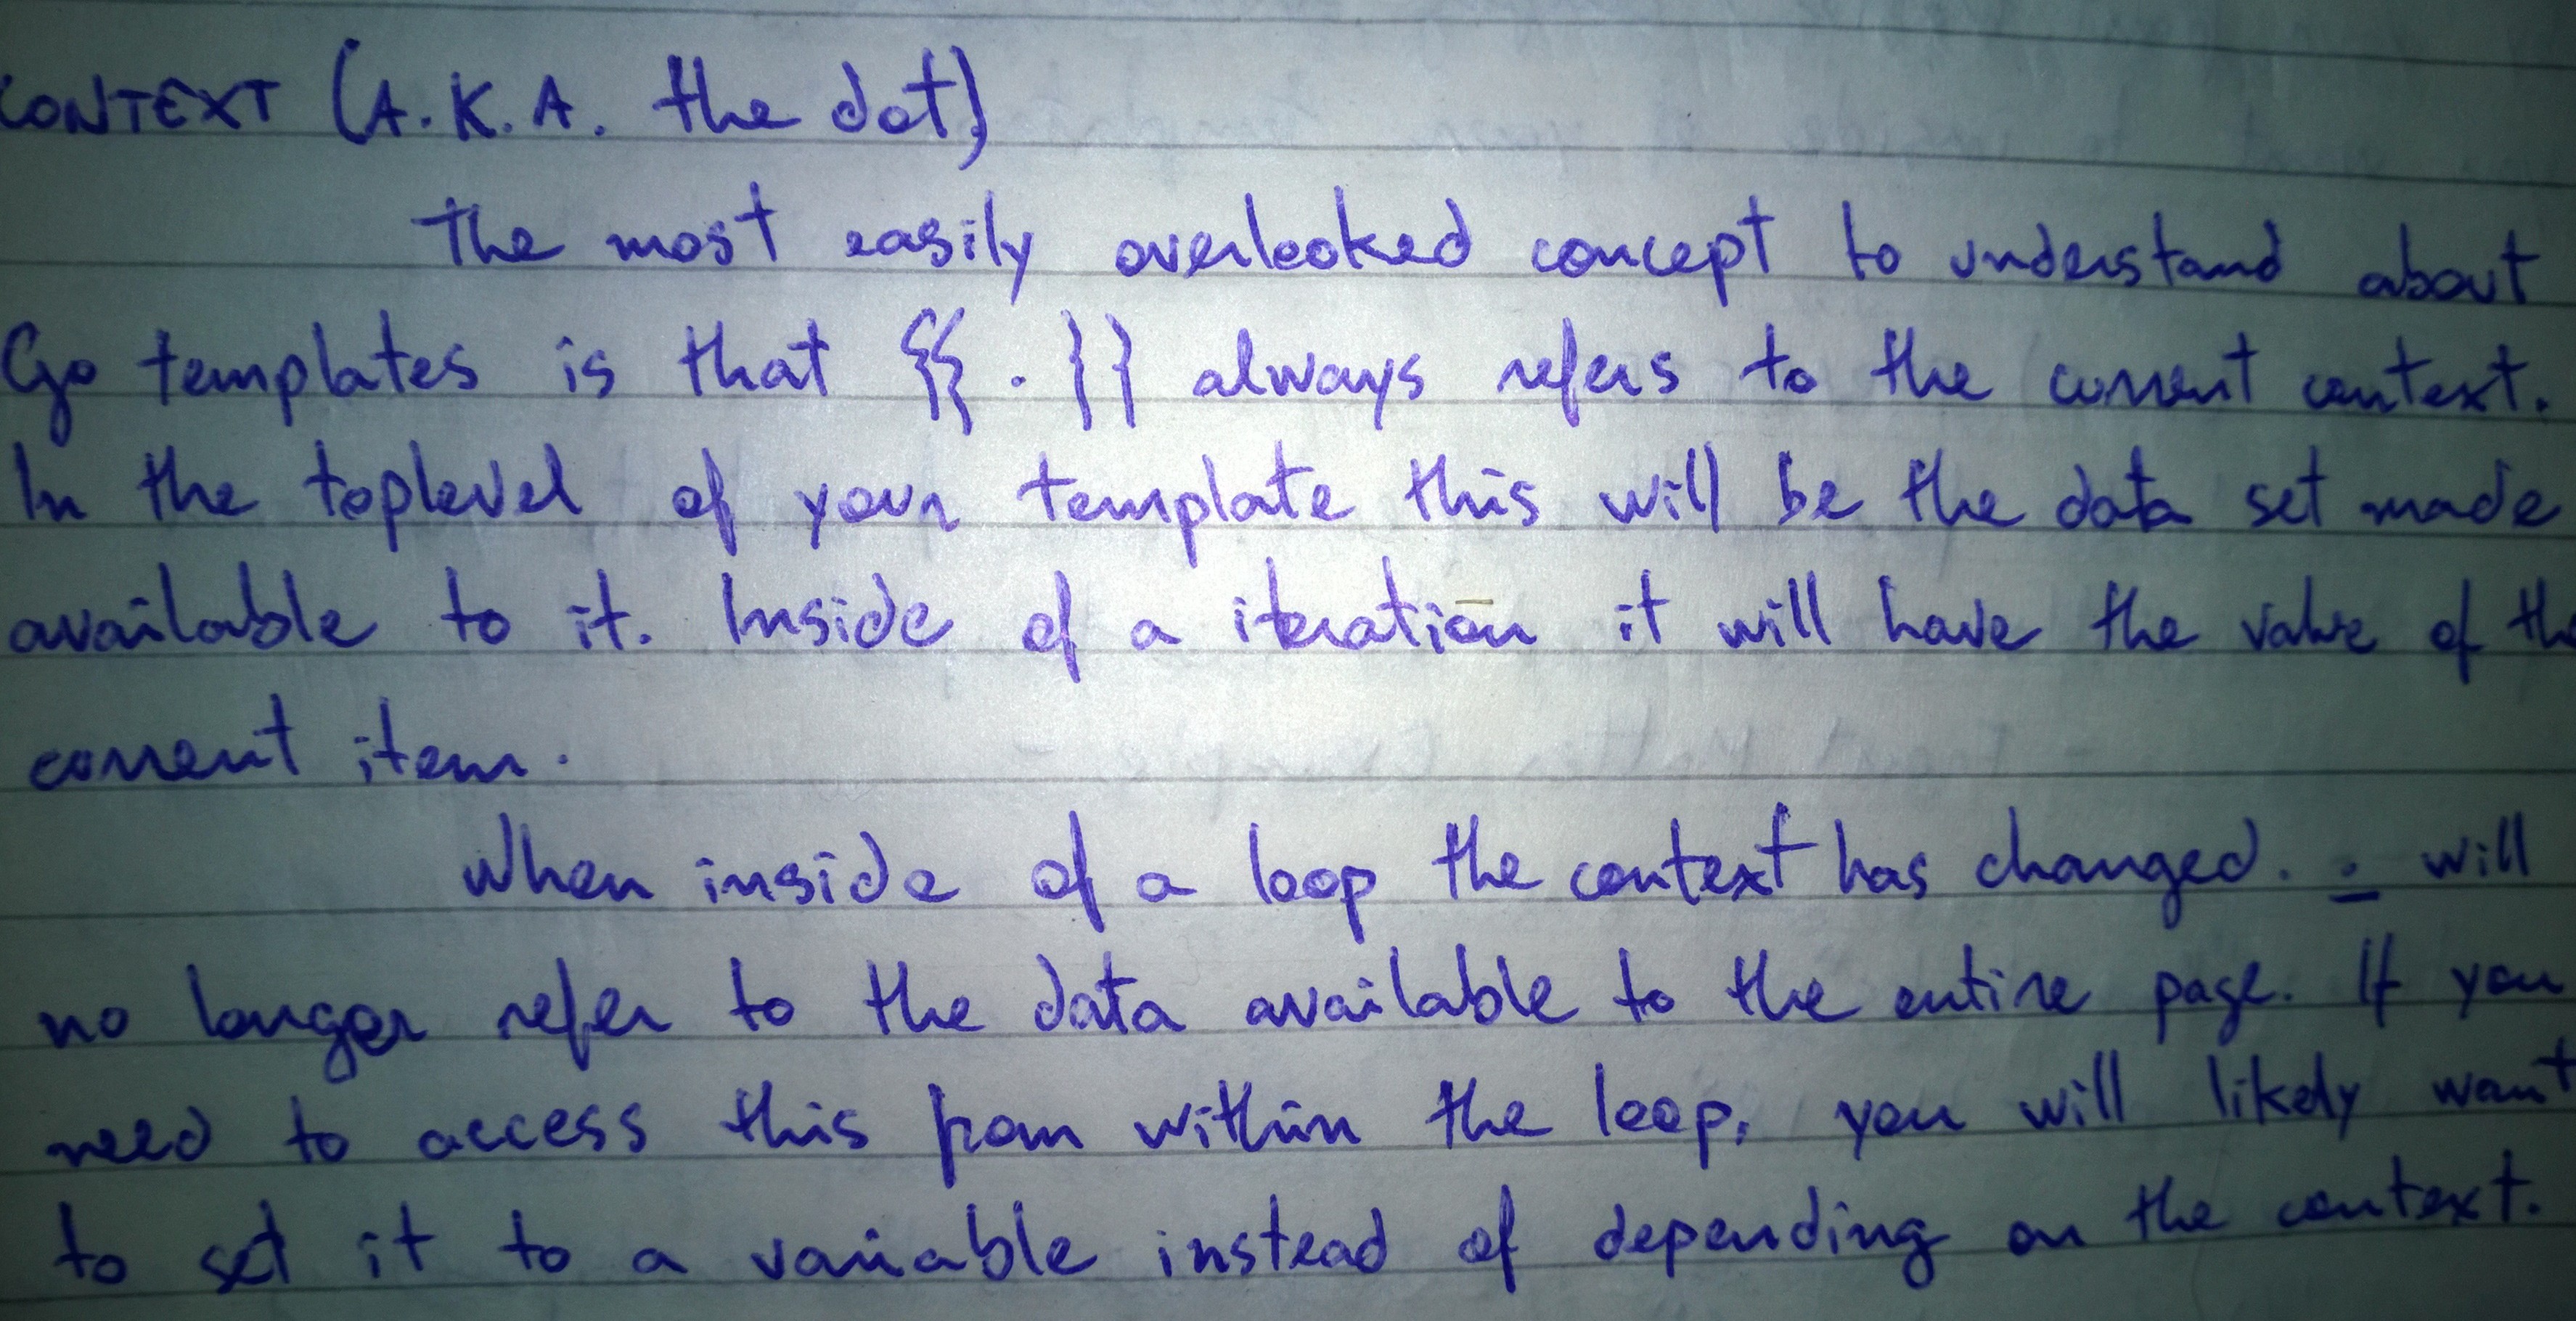 CONTEXT (A.K.A. the dot)
The most easily overlooked concept to understand about
Go templates is that {{ . }} always refers to the current context.
In the toplevel of your template this will be the data set made
available to it. Inside of a iteration it will have the value of the
current item.
When inside of a loop the context has changed. . will
no longer refer to the data available to the entire page. If you
need to access this from within the loop, you will likely want
to set it to a variable instead of depending on the context.